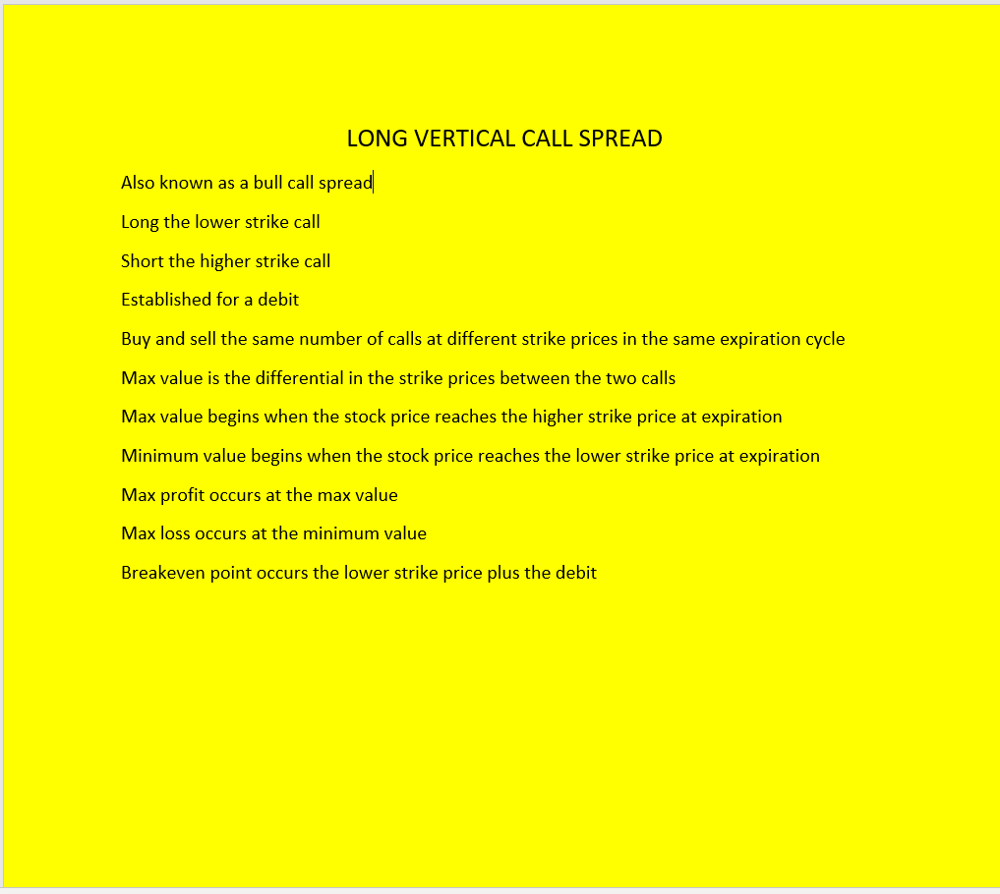 LONG VERTICAL CALL SPREAD
Also known as a bull call spread
Long the lower strike call
Short the higher strike call
Established for a debit
Buy and sell the same number of calls at different strike prices in the same expiration cycle
Max value is the differential in the strike prices between the two calls
Max value begins when the stock price reaches the higher strike price at expiration
Minimum value begins when the stock price reaches the lower strike price at expiration
Max profit occurs at the max value
Max loss occurs at the minimum value
Breakeven point occurs the lower strike price plus the debit